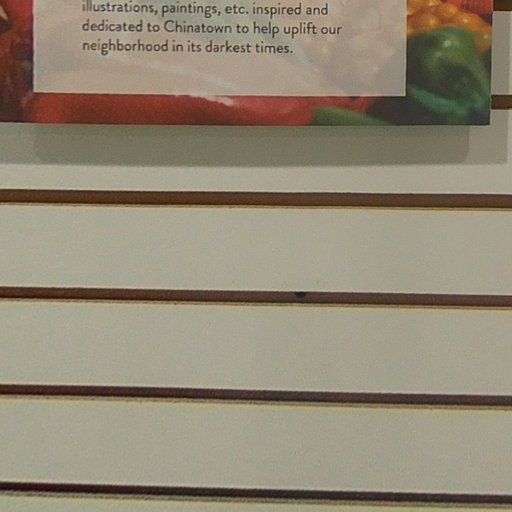 illustrations, paintings, etc. inspired and
dedicated to Chinatown to help uplift our
neighborhood in its darkest times.